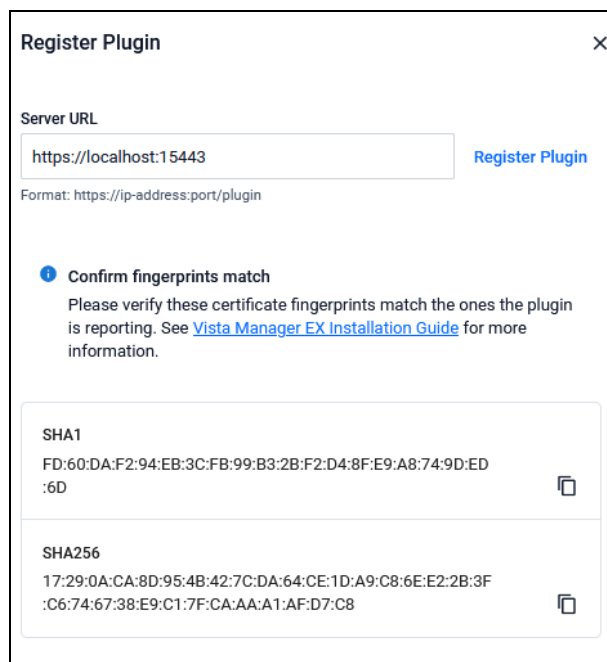 Register Plugin
Server URL
https://localhost:15443
Register Plugin
Format: https://ip-address:port/plugin
Confirm fingerprints match
Please verify these certificate fingerprints match the ones the plugin
is reporting. See Vista Manager EX Installation Guide for more
information.
SHA1
FD:60:DA:F2:94:EB:3C:FB:99:B3:2B:F2:D4:8F:E9:A8:74:9D:ED
:6D
SHA256
17:29:0A:CA:8D:95:4B:42:7C:DA:64:CE:1D:A9:C8:6E:E2:2B:3F
:C6:74:67:38:E9:C1:7F:CA:AA:A1:AF:D7:C8